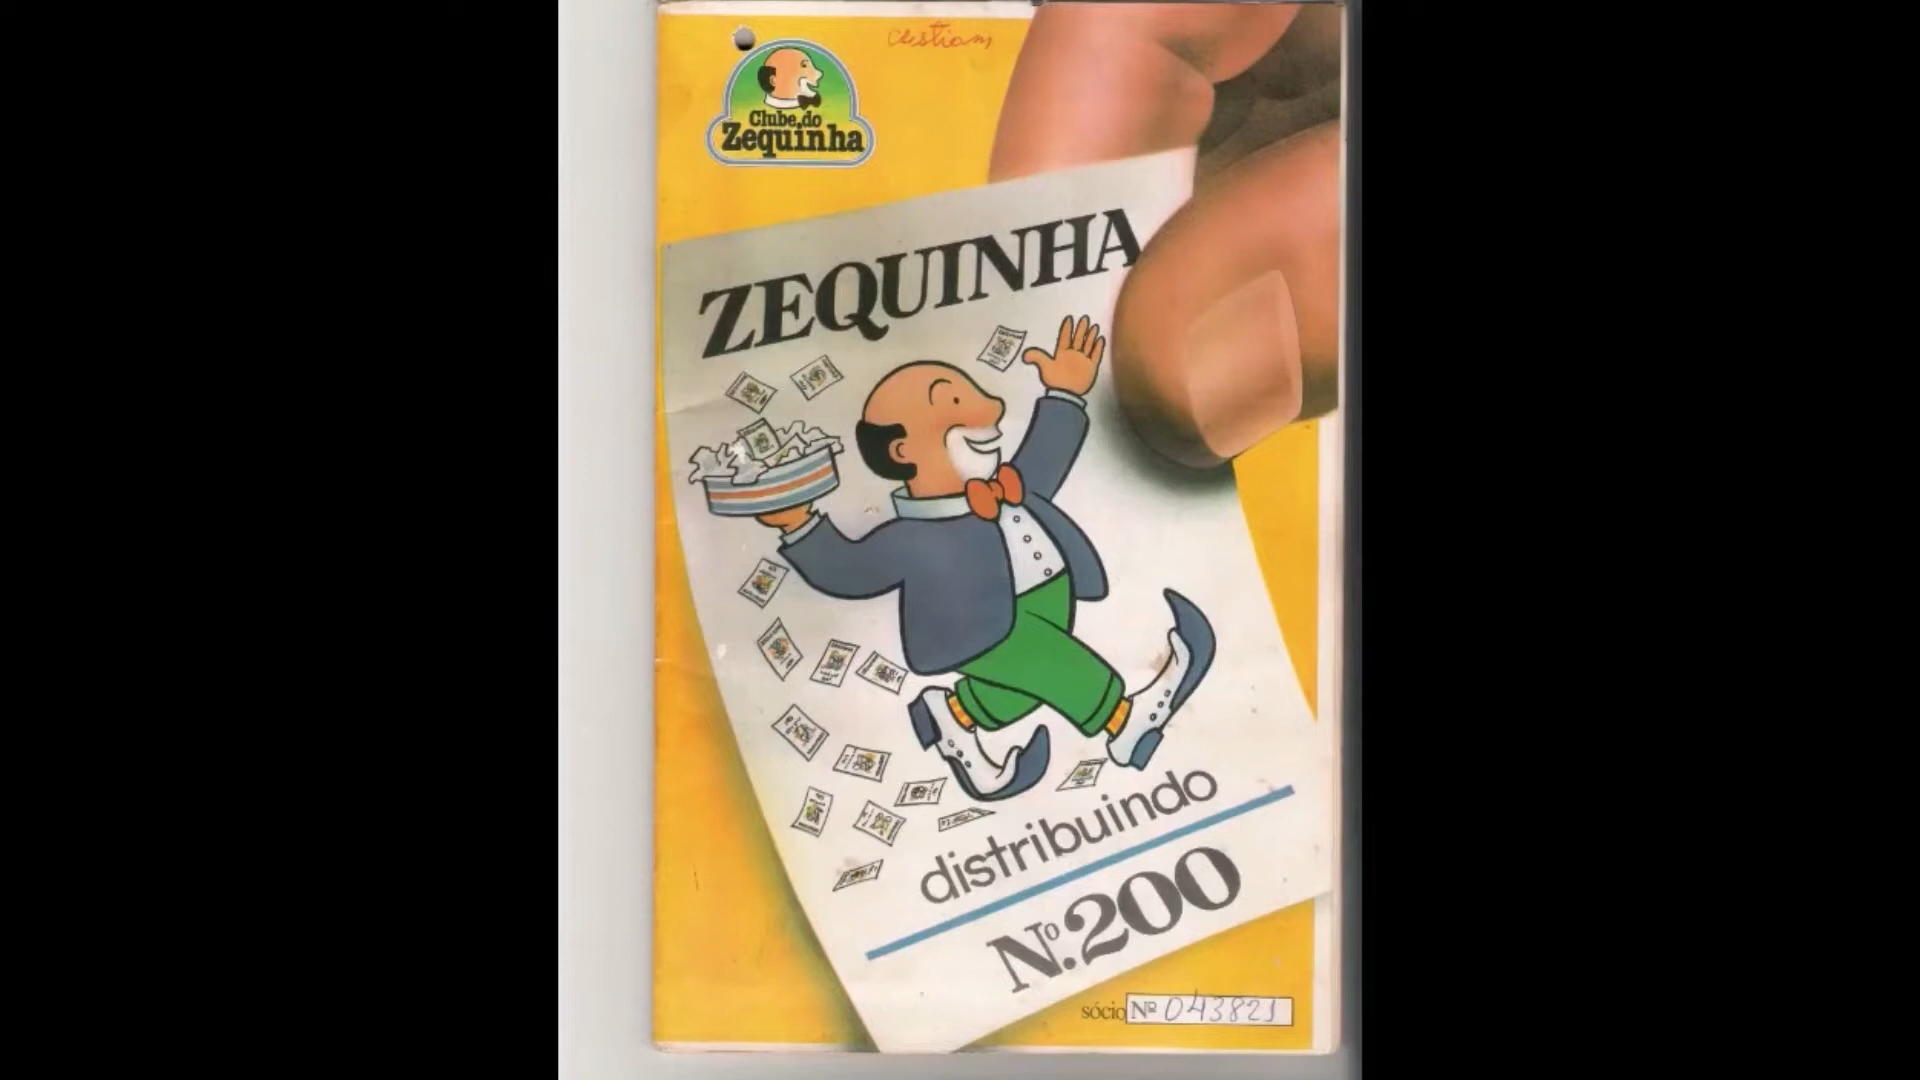 Clube do
Zequinha
ZEQUINHA
distribuindo
Nº.200
sócio Nº 043821